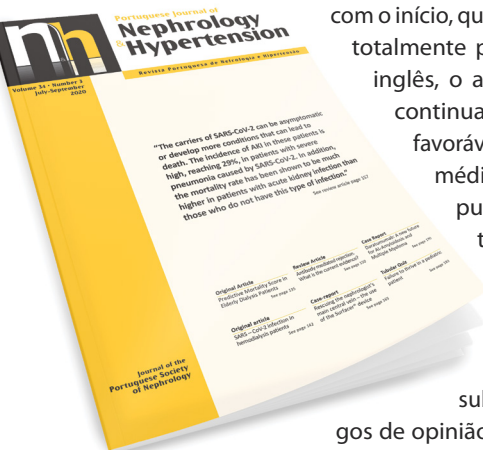 com o início, qu
totalmente p
inglês, o a
continua
favoráv
médi
pu
t
sul
gos de opinião
Portuguese Journal of
Nephrology
& Hypertension
Revista Portuguesa de Nefrologia e Hipertensão
Volume 34 • Number 3
July-September
2020
"The carriers of SARS-CoV-2 can be asymptomatic
or develop more conditions that can lead to
death. The incidence of AKI in these patients is
high, reaching 29%, in patients with severe
pneumonia caused by SARS-CoV-2. In addition,
the mortality rate has been shown to be much
higher in patients with acute kidney infection than
those who do not have this type of infection."
See review article page 157
Original Article
Predictive Mortality Score in
Elderly Dialysis Patients
Review Article
Antibody mediated rejection
What is the correct evidence?
Case Report
Daratumumab: A new future
for AL-Amyloidosis and
Multiple Myeloma
Original article
SARS – CoV-2 infection in
hemodialysis patients
Case-report
Rescuing the nephrologist's
main central vein – the use
of the Surfacer® device
Tubular Quiz
Failure to thrive in a pediatric
patient
Journal of the
Portuguese Society
of Nephrology